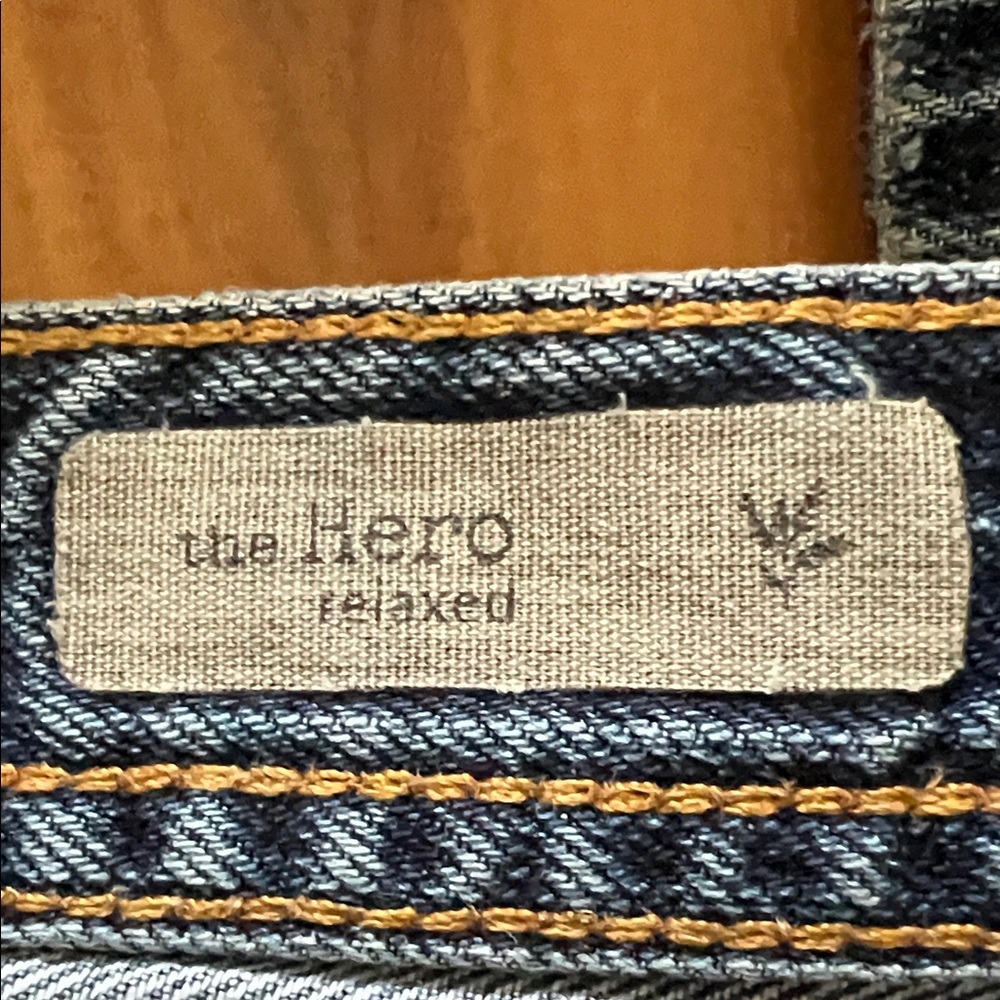 the Hero
relaxed